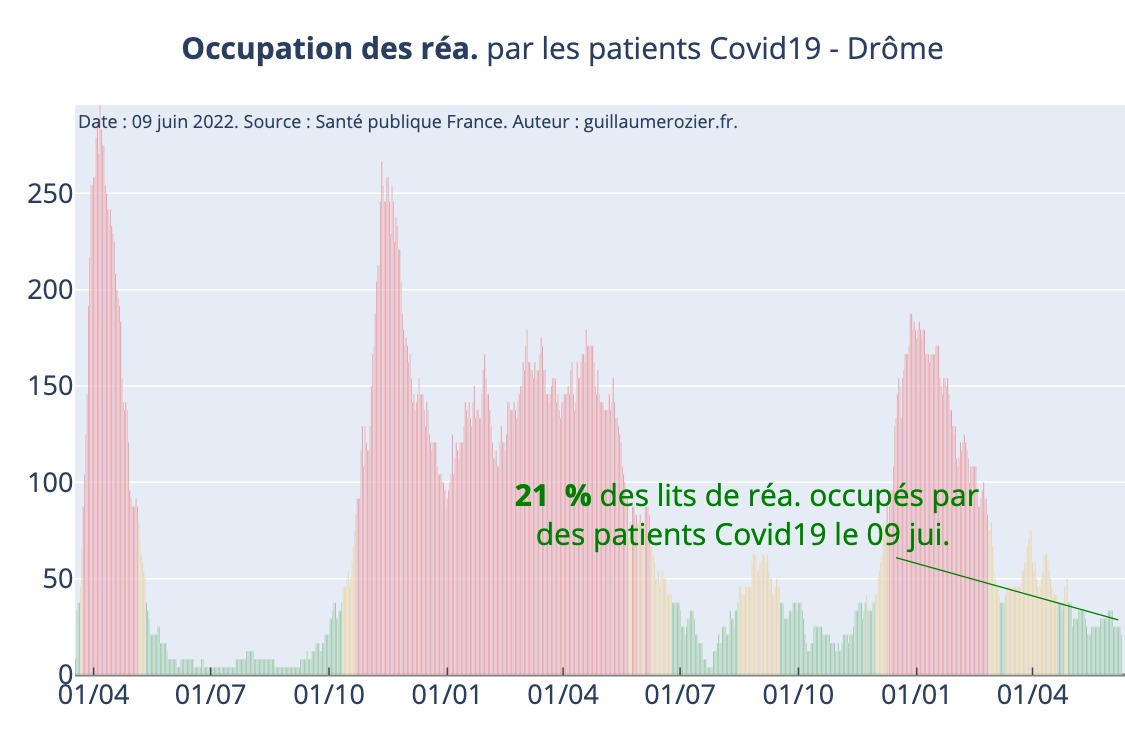 Occupation des réa. par les patients Covid19 - Drôme
Date : 09 juin 2022. Source : Santé publique France. Auteur : guillaumerozier.fr.
250
200
150
100
21 % des lits de réa. occupés par
des patients Covid19 le 09 jui.
50
0
01/04 01/07 01/10 01/01 01/04 01/07 01/10 01/01 01/04